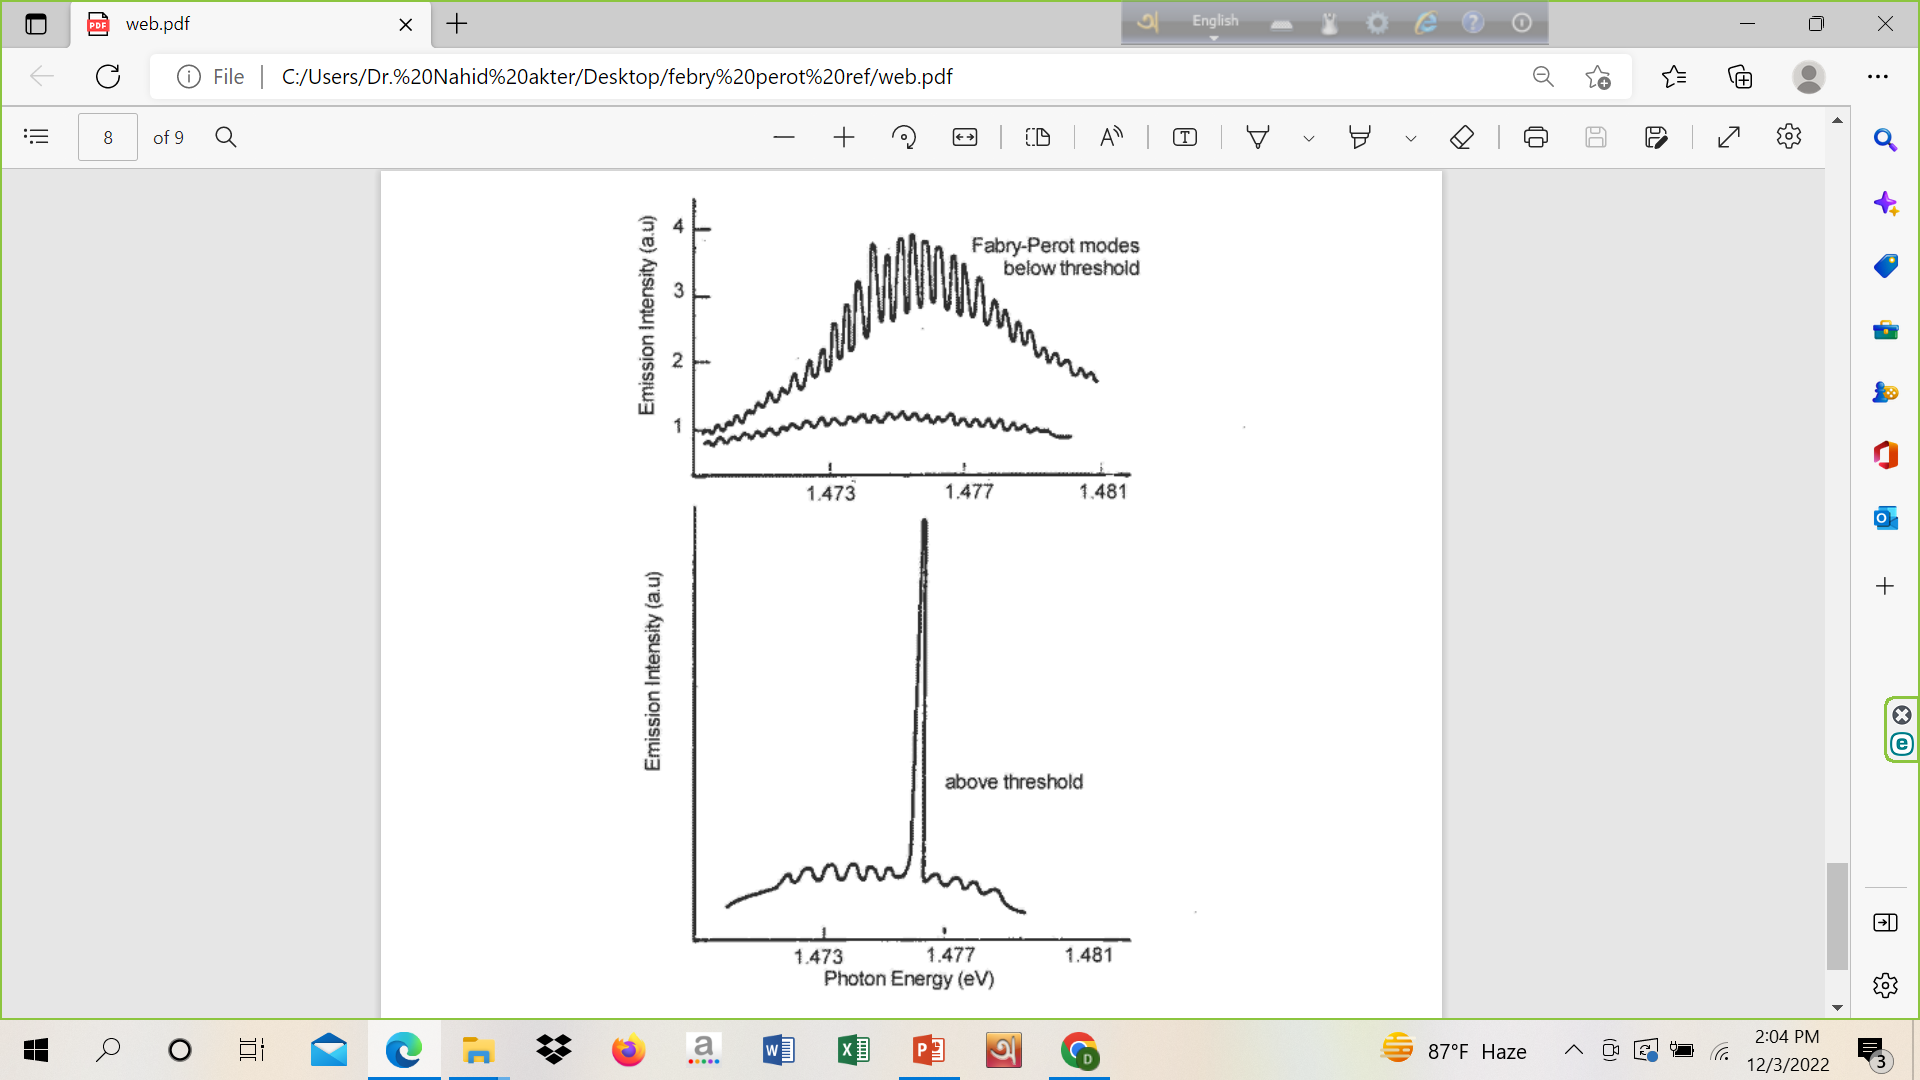 web.pdf
English
File
C:/Users/Dr.%20Nahid%20akter/Desktop/febry%20perot%20ref/web.pdf
8 of 9
Emission Intensity (a.u)
4
3
2
1
Fabry-Perot modes
below threshold
1.473 1.477 1.481
Emission Intensity (a.u)
above threshold
1.473 1.477 1.481
Photon Energy (eV)
87°F Haze
2:04 PM
12/3/2022
3